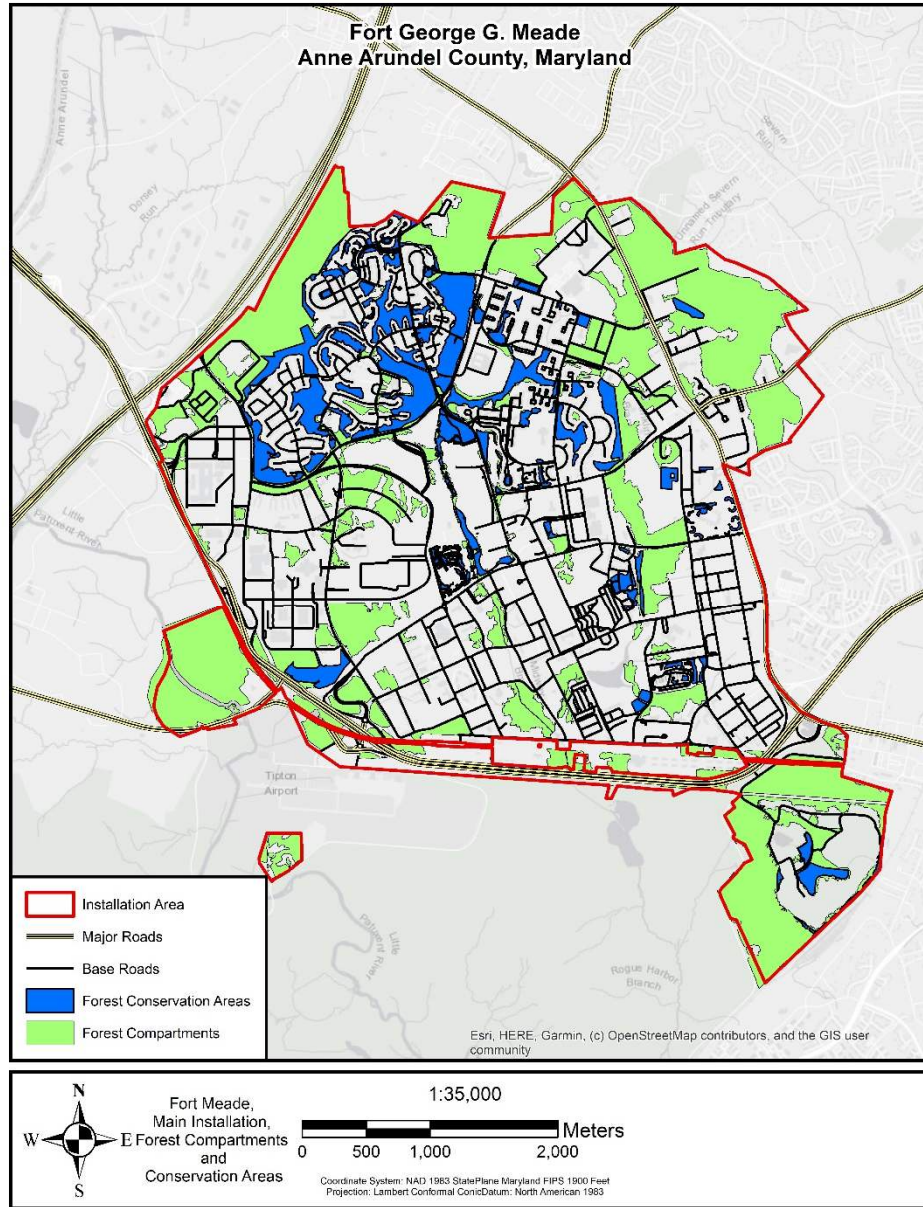 Fort George G. Meade
Anne Arundel County, Maryland
Anne Arundel
Dorsey
Run
Severn
Run
Unnamed Severn
Run Tributary
Little
Patuxent River
Tipton
Airport
Little
Patuxent
River
Rogue Harbor
Branch
Installation Area
Major Roads
Base Roads
Forest Conservation Areas
Forest Compartments
Esri, HERE, Garmin, (c) OpenStreetMap contributors, and the GIS user
community
N
W
E
S
Fort Meade,
Main Installation,
Forest Compartments
and
Conservation Areas
1:35,000
Meters
0 500 1,000 2,000
Coordinate System: NAD 1983 StatePlane Maryland FIPS 1900 Feet
Projection: Lambert Conformal ConicDatum: North American 1983